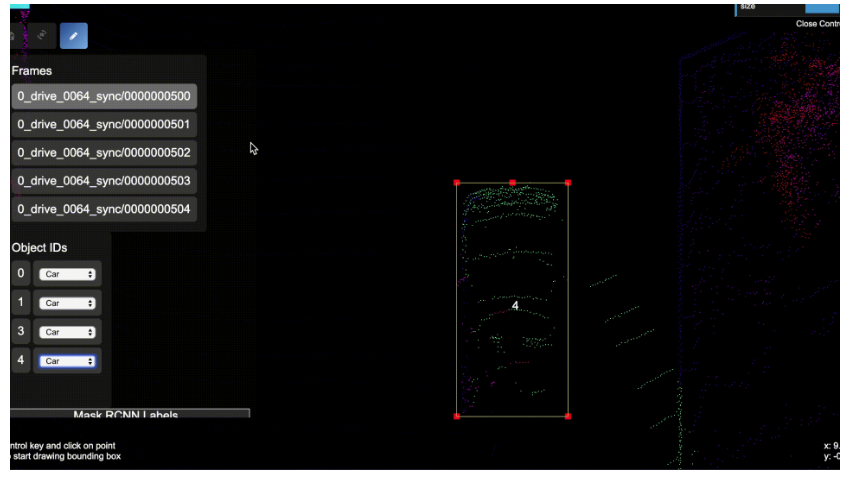 size
Close Contr
Frames
0_drive_0064_sync/0000000500
0_drive_0064_sync/0000000501
0_drive_0064_sync/0000000502
0_drive_0064_sync/0000000503
0_drive_0064_sync/0000000504
Object IDs
0 Car
1 Car
3 Car
4 Car
4
Mask RCNN Labels
ntrol key and click on point
start drawing bounding box
x: 9.
y: -0